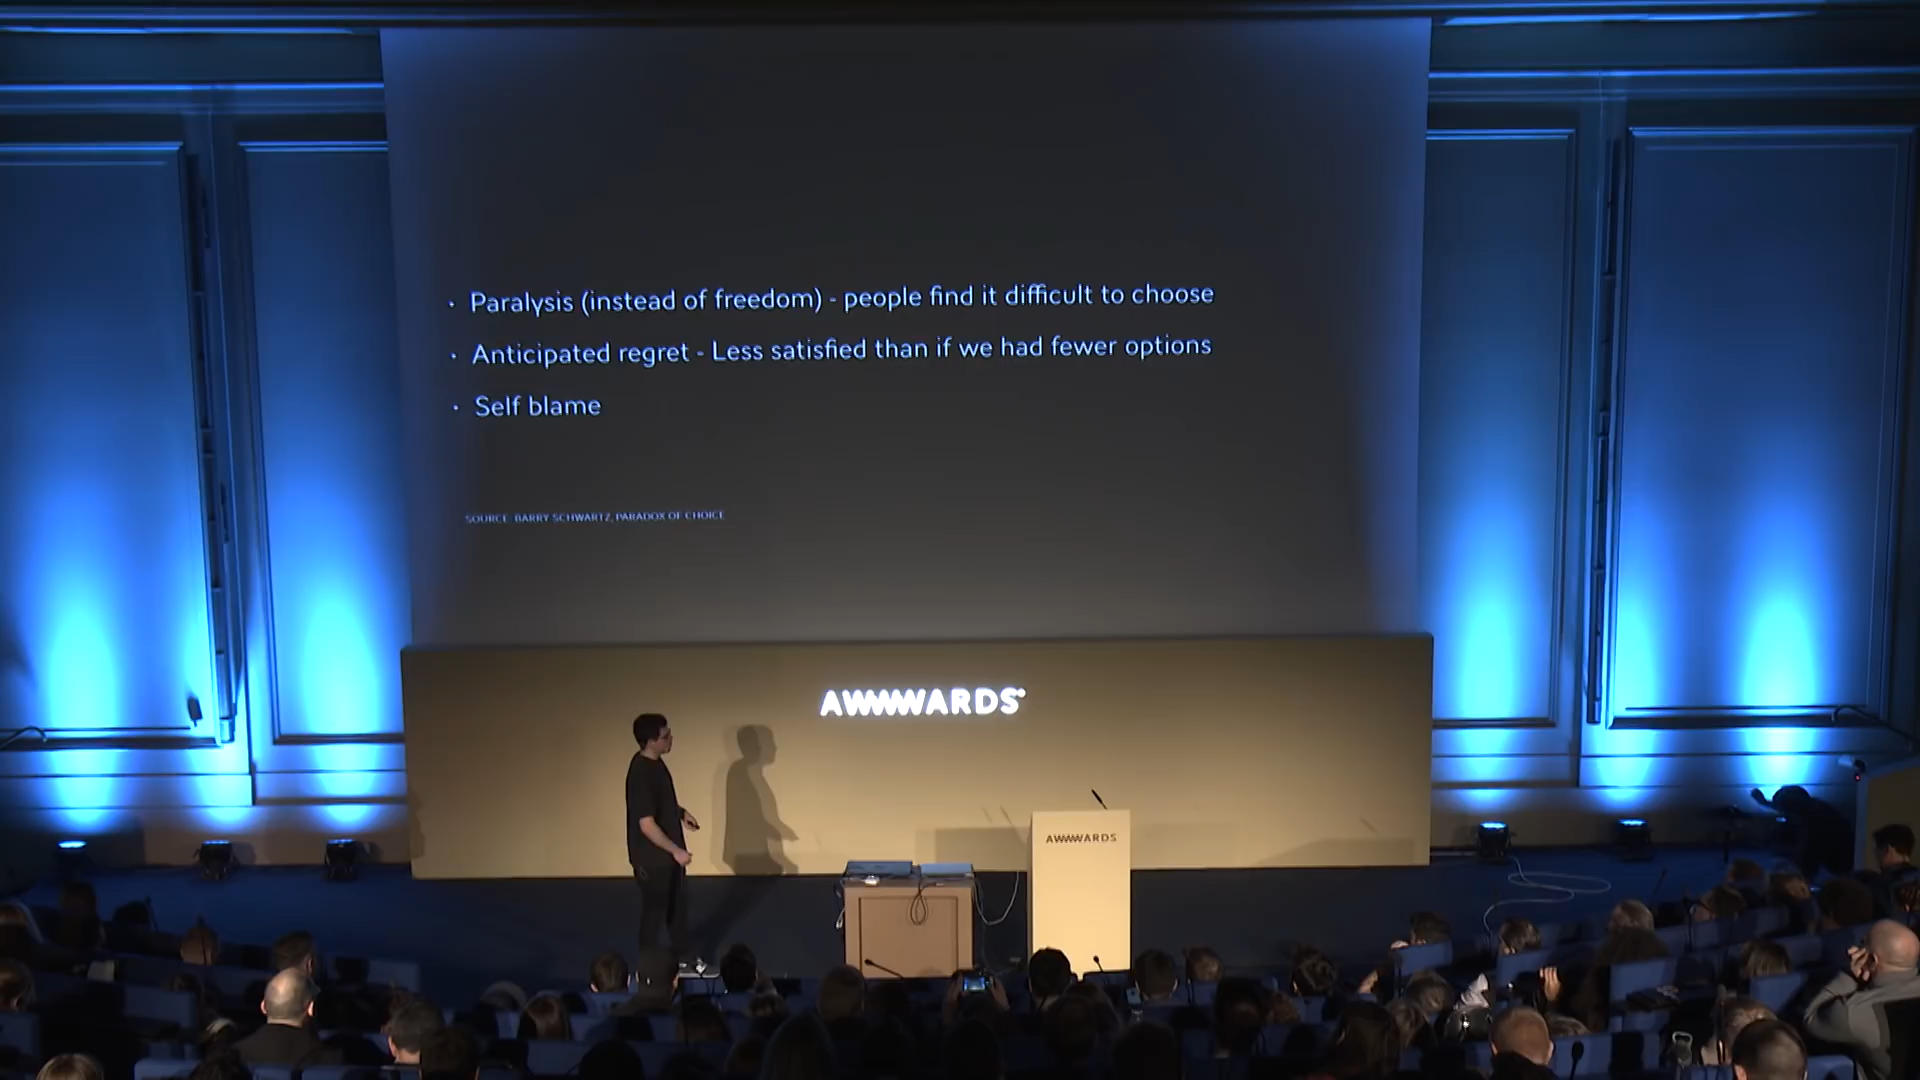 · Paralysis (instead of freedom) - people find it difficult to choose
· Anticipated regret - Less satisfied than if we had fewer options
· Self blame
SOURCE: BARRY SCHWARTZ, PARADOX OF CHOICE
AWWWARDS
AWWWARDS